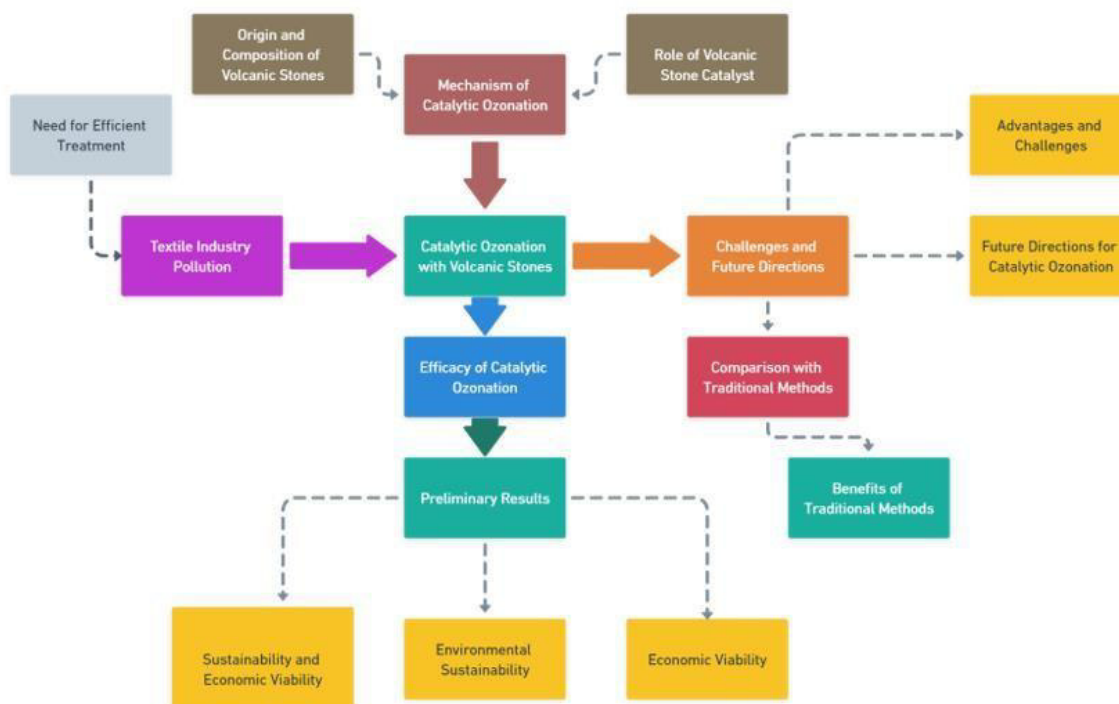 Origin and
Composition of
Volcanic Stones
Mechanism of
Catalytic Ozonation
Role of Volcanic
Stone Catalyst
Need for Efficient
Treatment
Advantages and
Challenges
Textile Industry
Pollution
Catalytic Ozonation
with Volcanic Stones
Challenges and
Future Directions
Future Directions for
Catalytic Ozonation
Efficacy of Catalytic
Ozonation
Comparison with
Traditional Methods
Preliminary Results
Benefits of
Traditional Methods
Sustainability and
Economic Viability
Environmental
Sustainability
Economic Viability